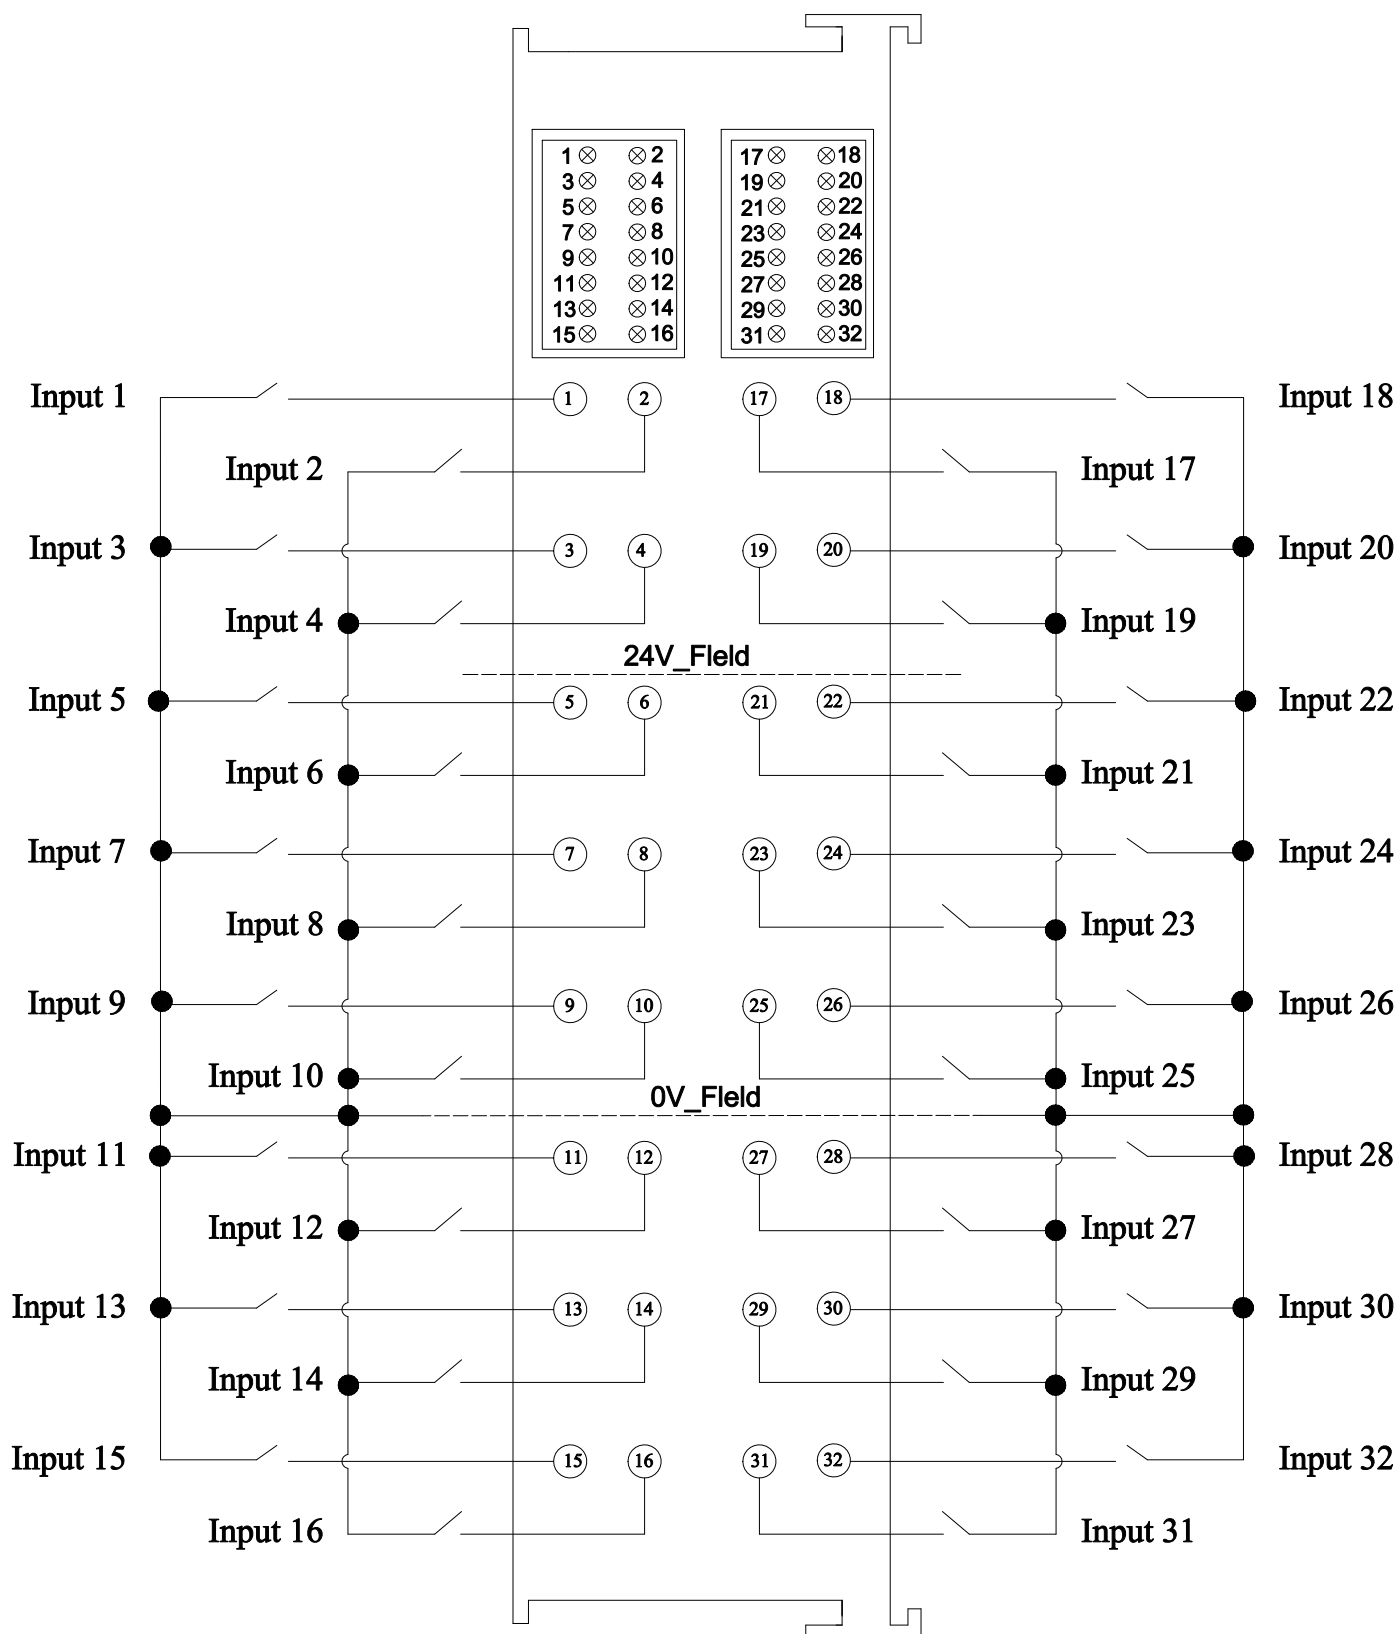 1 2 17 18
3 4 19 20
5 6 21 22
7 8 23 24
9 10 25 26
11 12 27 28
13 14 29 30
15 16 31 32
Input 1 1 2 17 18 Input 18
Input 2 Input 17
Input 3 3 4 19 20 Input 20
Input 4 Input 19
24V_Field
Input 5 5 6 21 22 Input 22
Input 6 Input 21
Input 7 7 8 23 24 Input 24
Input 8 Input 23
Input 9 9 10 25 26 Input 26
Input 10 Input 25
0V_Field
Input 11 11 12 27 28 Input 28
Input 12 Input 27
Input 13 13 14 29 30 Input 30
Input 14 Input 29
Input 15 15 16 31 32 Input 32
Input 16 Input 31